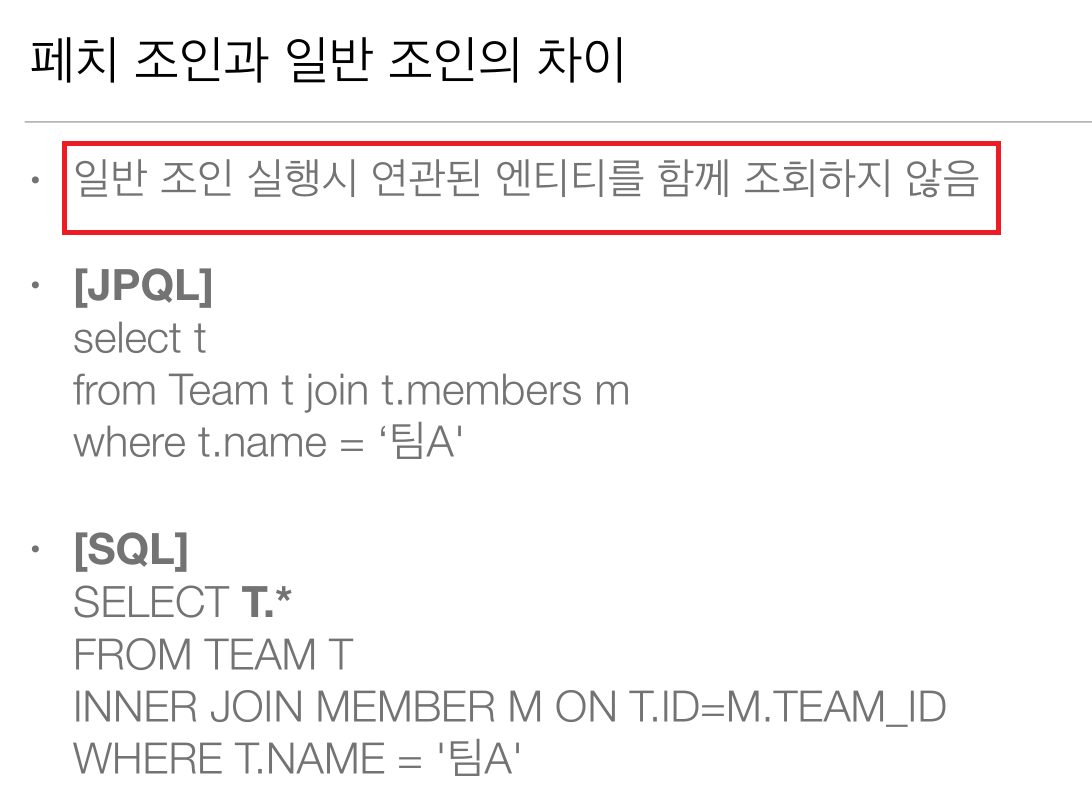 페치 조인과 일반 조인의 차이
• 일반 조인 실행시 연관된 엔티티를 함께 조회하지 않음
• [JPQL]
select t
from Team t join t.members m
where t.name = ‘팀A'
• [SQL]
SELECT T.*
FROM TEAM T
INNER JOIN MEMBER M ON T.ID=M.TEAM_ID
WHERE T.NAME = '팀A'